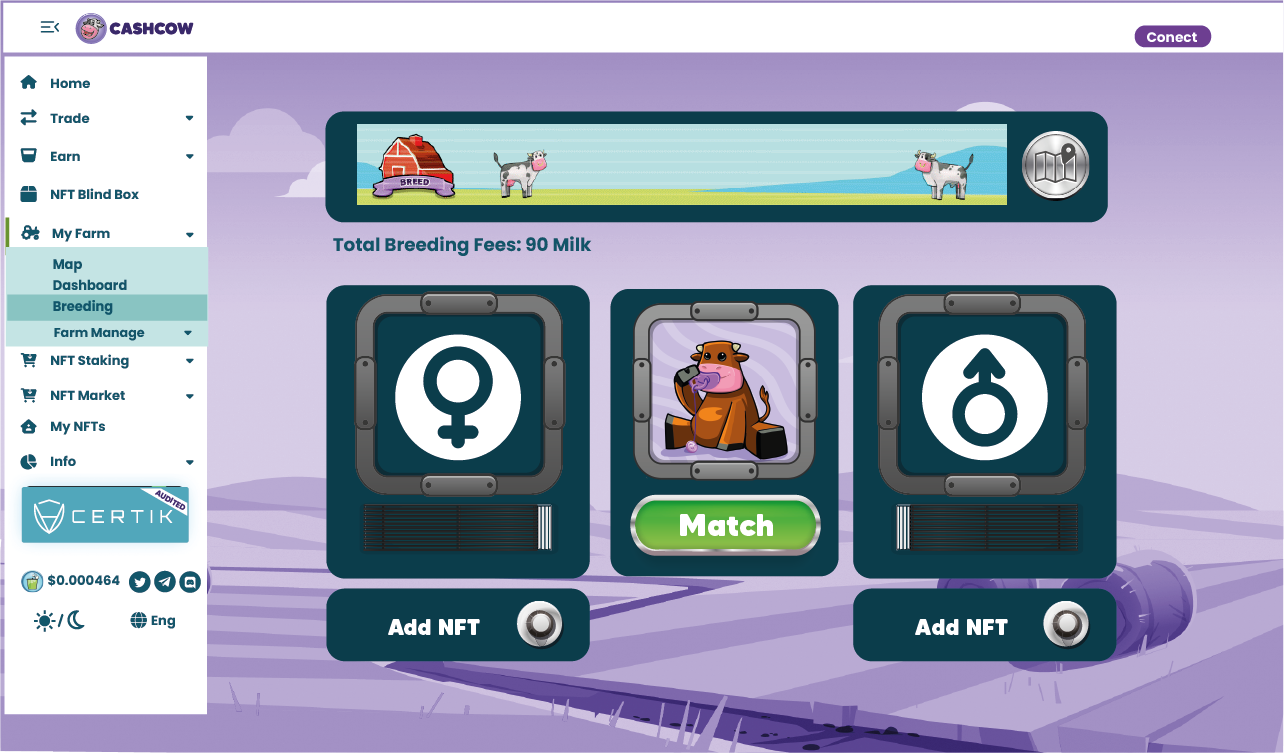 CASHCOW
Conect
Home
Trade
Earn
NFT Blind Box
My Farm
Map
Dashboard
Breeding
Farm Manage
NFT Staking
NFT Market
My NFTs
Info
AUDITED
CERTIK
$0.000464
/
Eng
BREED
Total Breeding Fees: 90 Milk
Match
Add NFT
Add NFT